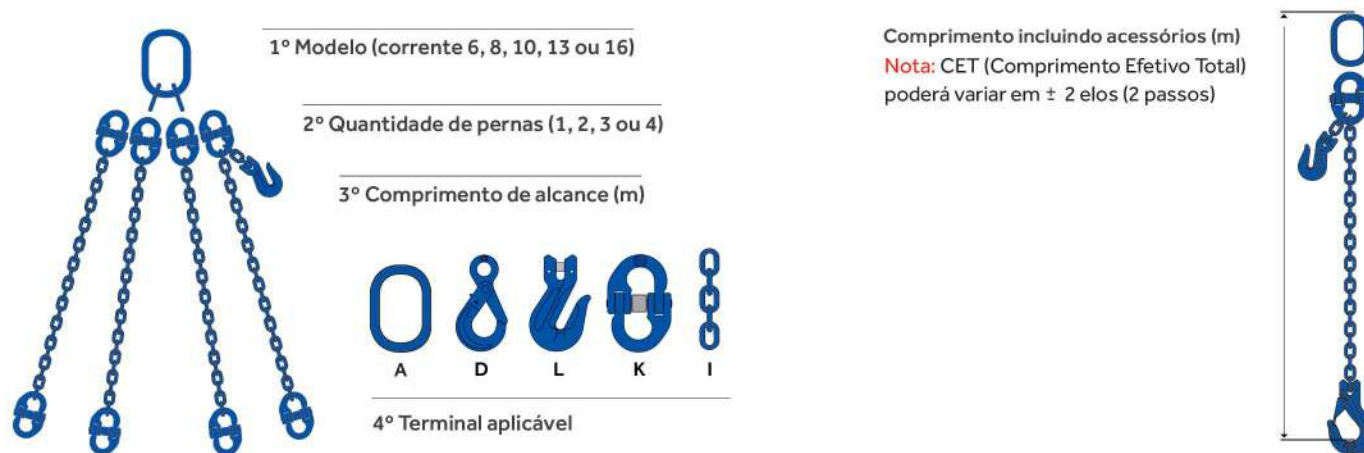 1º Modelo (corrente 6, 8, 10, 13 ou 16)
2º Quantidade de pernas (1, 2, 3 ou 4)
3º Comprimento de alcance (m)
A D L K I
4º Terminal aplicável
Comprimento incluindo acessórios (m)
Nota: CET (Comprimento Efetivo Total)
poderá variar em ± 2 elos (2 passos)